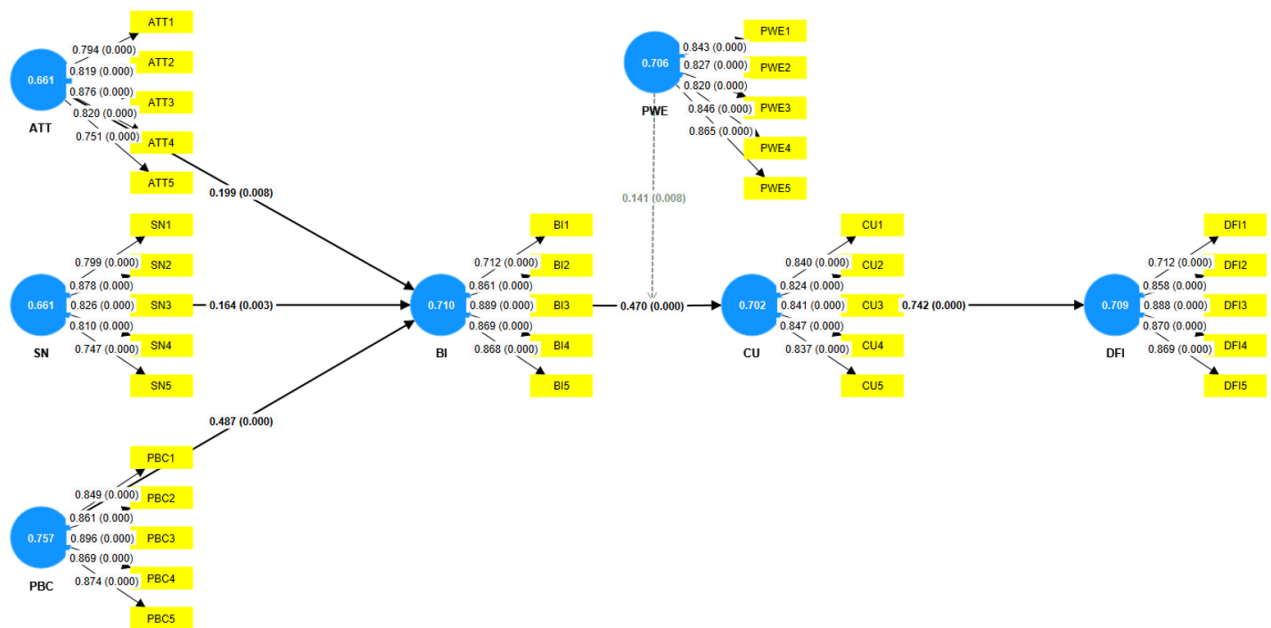 ATT1
0.794 (0.000)
ATT2
0.819 (0.000)
0.661
0.876 (0.000)
ATT3
0.820 (0.000)
ATT
0.751 (0.000)
ATT4
ATT5
0.199 (0.008)
PWE1
0.843 (0.000)
0.827 (0.000)
PWE2
0.706
0.820 (0.000)
PWE3
0.846 (0.000)
PWE
0.865 (0.000)
PWE4
PWE5
0.141 (0.008)
SN1
0.799 (0.000)
SN2
0.878 (0.000)
0.661
0.826 (0.000)
SN3
0.164 (0.003)
0.810 (0.000)
SN4
SN
0.747 (0.000)
SN5
BI1
0.712 (0.000)
BI2
0.861 (0.000)
0.710
0.889 (0.000)
BI3
0.470 (0.000)
0.869 (0.000)
BI4
BI
0.868 (0.000)
BI5
CU1
0.840 (0.000)
CU2
0.824 (0.000)
0.702
0.841 (0.000)
CU3
0.742 (0.000)
0.847 (0.000)
CU4
CU
0.837 (0.000)
CU5
DFI1
0.712 (0.000)
DFI2
0.858 (0.000)
0.709
0.888 (0.000)
DFI3
0.870 (0.000)
DFI4
DFI
0.869 (0.000)
DFI5
0.487 (0.000)
PBC1
0.849 (0.000)
PBC2
0.861 (0.000)
0.757
0.896 (0.000)
PBC3
0.869 (0.000)
PBC4
PBC
0.874 (0.000)
PBC5